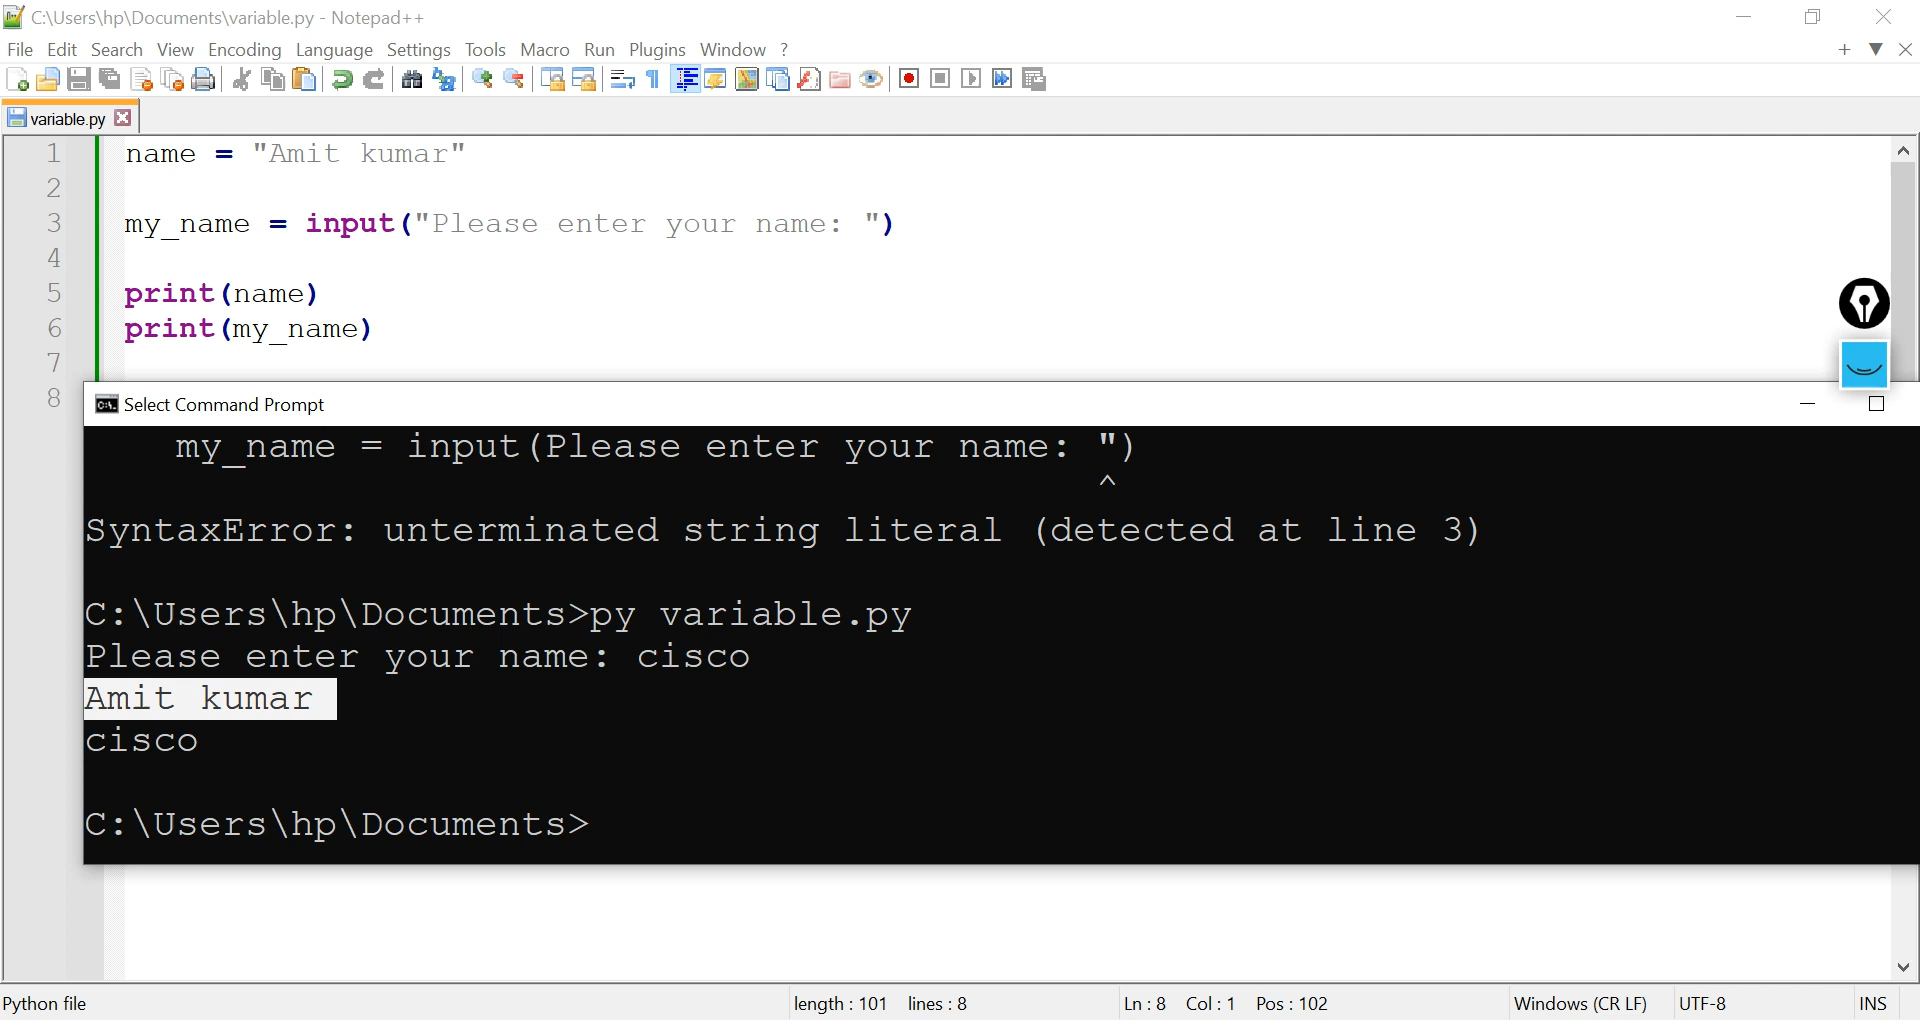 C:\Users\hp\Documents\variable.py - Notepad++
File Edit Search View Encoding Language Settings Tools Macro Run Plugins Window ?
variable.py
1 name = "Amit kumar"
2
3 my_name = input("Please enter your name: ")
4
5 print(name)
6 print(my_name)
7
8
Select Command Prompt
my_name = input(Please enter your name: ")
^
SyntaxError: unterminated string literal (detected at line 3)
C:\Users\hp\Documents>py variable.py
Please enter your name: cisco
Amit kumar
cisco
C:\Users\hp\Documents>
Python file length : 101 lines : 8 Ln : 8 Col : 1 Pos : 102 Windows (CR LF) UTF-8 INS